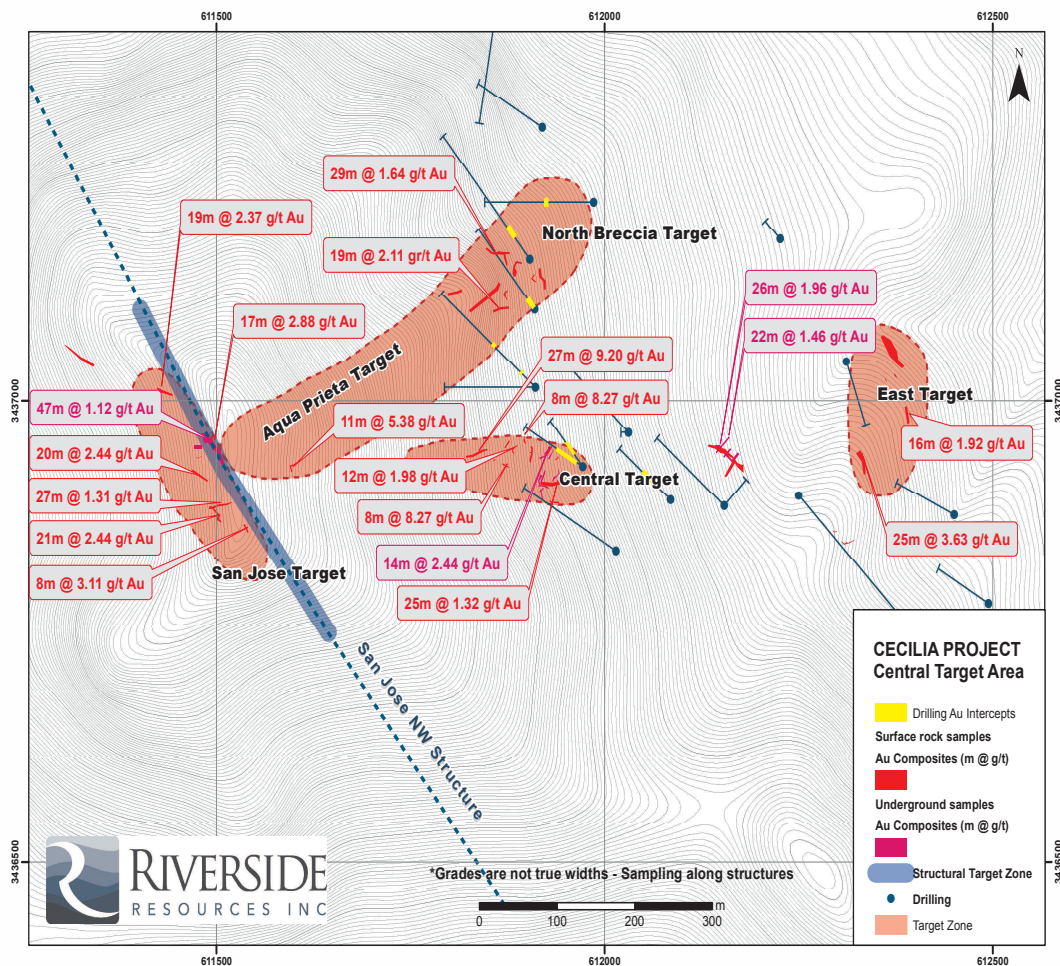 611500
612000
612500
N
29m @ 1.64 g/t Au
19m @ 2.37 g/t Au
North Breccia Target
19m @ 2.11 gr/t Au
26m @ 1.96 g/t Au
17m @ 2.88 g/t Au
22m @ 1.46 g/t Au
27m @ 9.20 g/t Au
Aqua Prieta Target
8m @ 8.27 g/t Au
East Target
3437000
3437000
47m @ 1.12 g/t Au
11m @ 5.38 g/t Au
16m @ 1.92 g/t Au
20m @ 2.44 g/t Au
12m @ 1.98 g/t Au
Central Target
27m @ 1.31 g/t Au
8m @ 8.27 g/t Au
21m @ 2.44 g/t Au
25m @ 3.63 g/t Au
14m @ 2.44 g/t Au
San Jose Target
8m @ 3.11 g/t Au
25m @ 1.32 g/t Au
San Jose NW Structure
CECILIA PROJECT
Central Target Area
Drilling Au Intercepts
Surface rock samples
Au Composites (m @ g/t)
Underground samples
Au Composites (m @ g/t)
Structural Target Zone
Drilling
Target Zone
3436500
3436500
RIVERSIDE
RESOURCES INC
*Grades are not true widths - Sampling along structures
m
0 100 200 300
611500
612000
612500